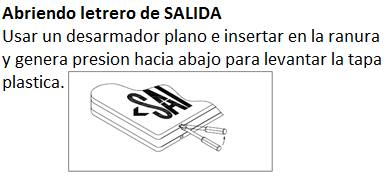 Abriendo letrero de SALIDA
Usar un desarmador plano e insertar en la ranura
y genera presion hacia abajo para levantar la tapa
plastica.
<SAI